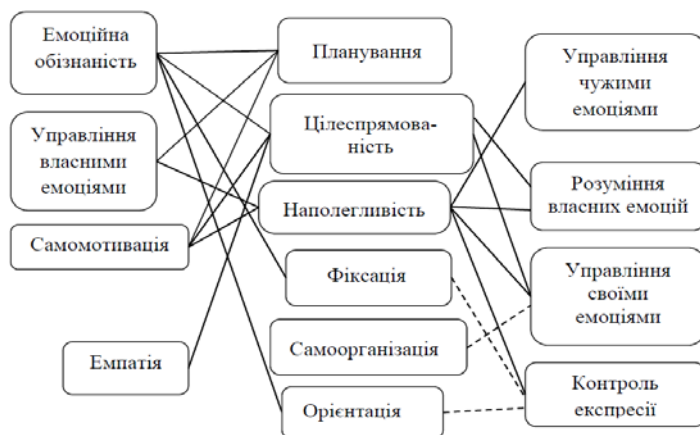 Емоційна
обізнаність
Управління
власними
емоціями
Самомотивація
Емпатія
Планування
Цілеспрямова-
ність
Наполегливість
Фіксація
Самоорганізація
Орієнтація
Управління
чужими
емоціями
Розуміння
власних емоцій
Управління
своїми
емоціями
Контроль
експресії